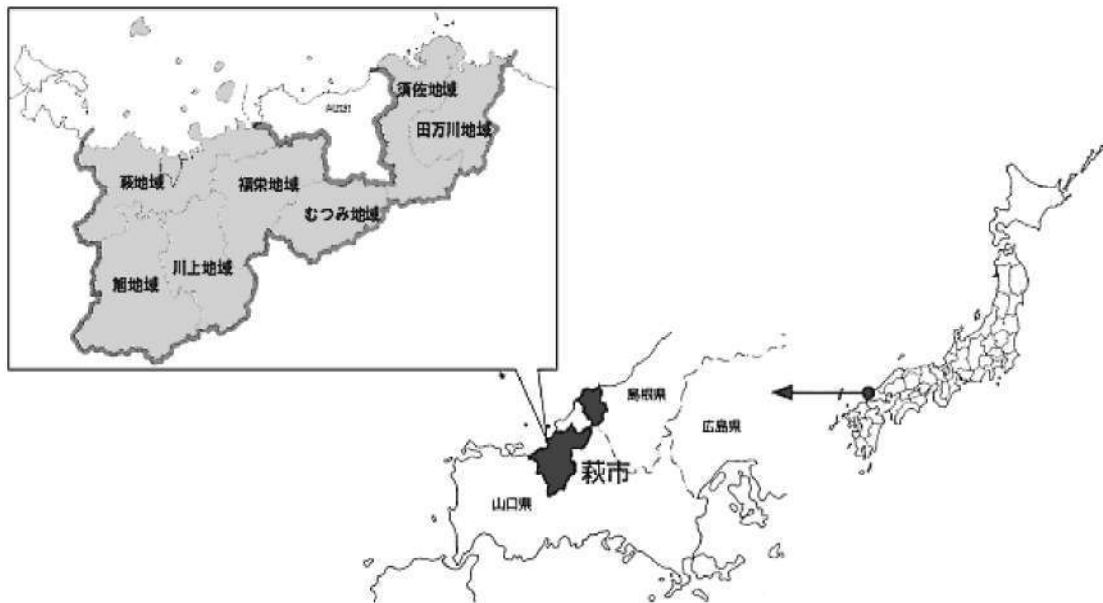 須佐地域
田万川地域
萩地域
福栄地域
むつみ地域
川上地域
旭地域
島根県
広島県
萩市
山口県